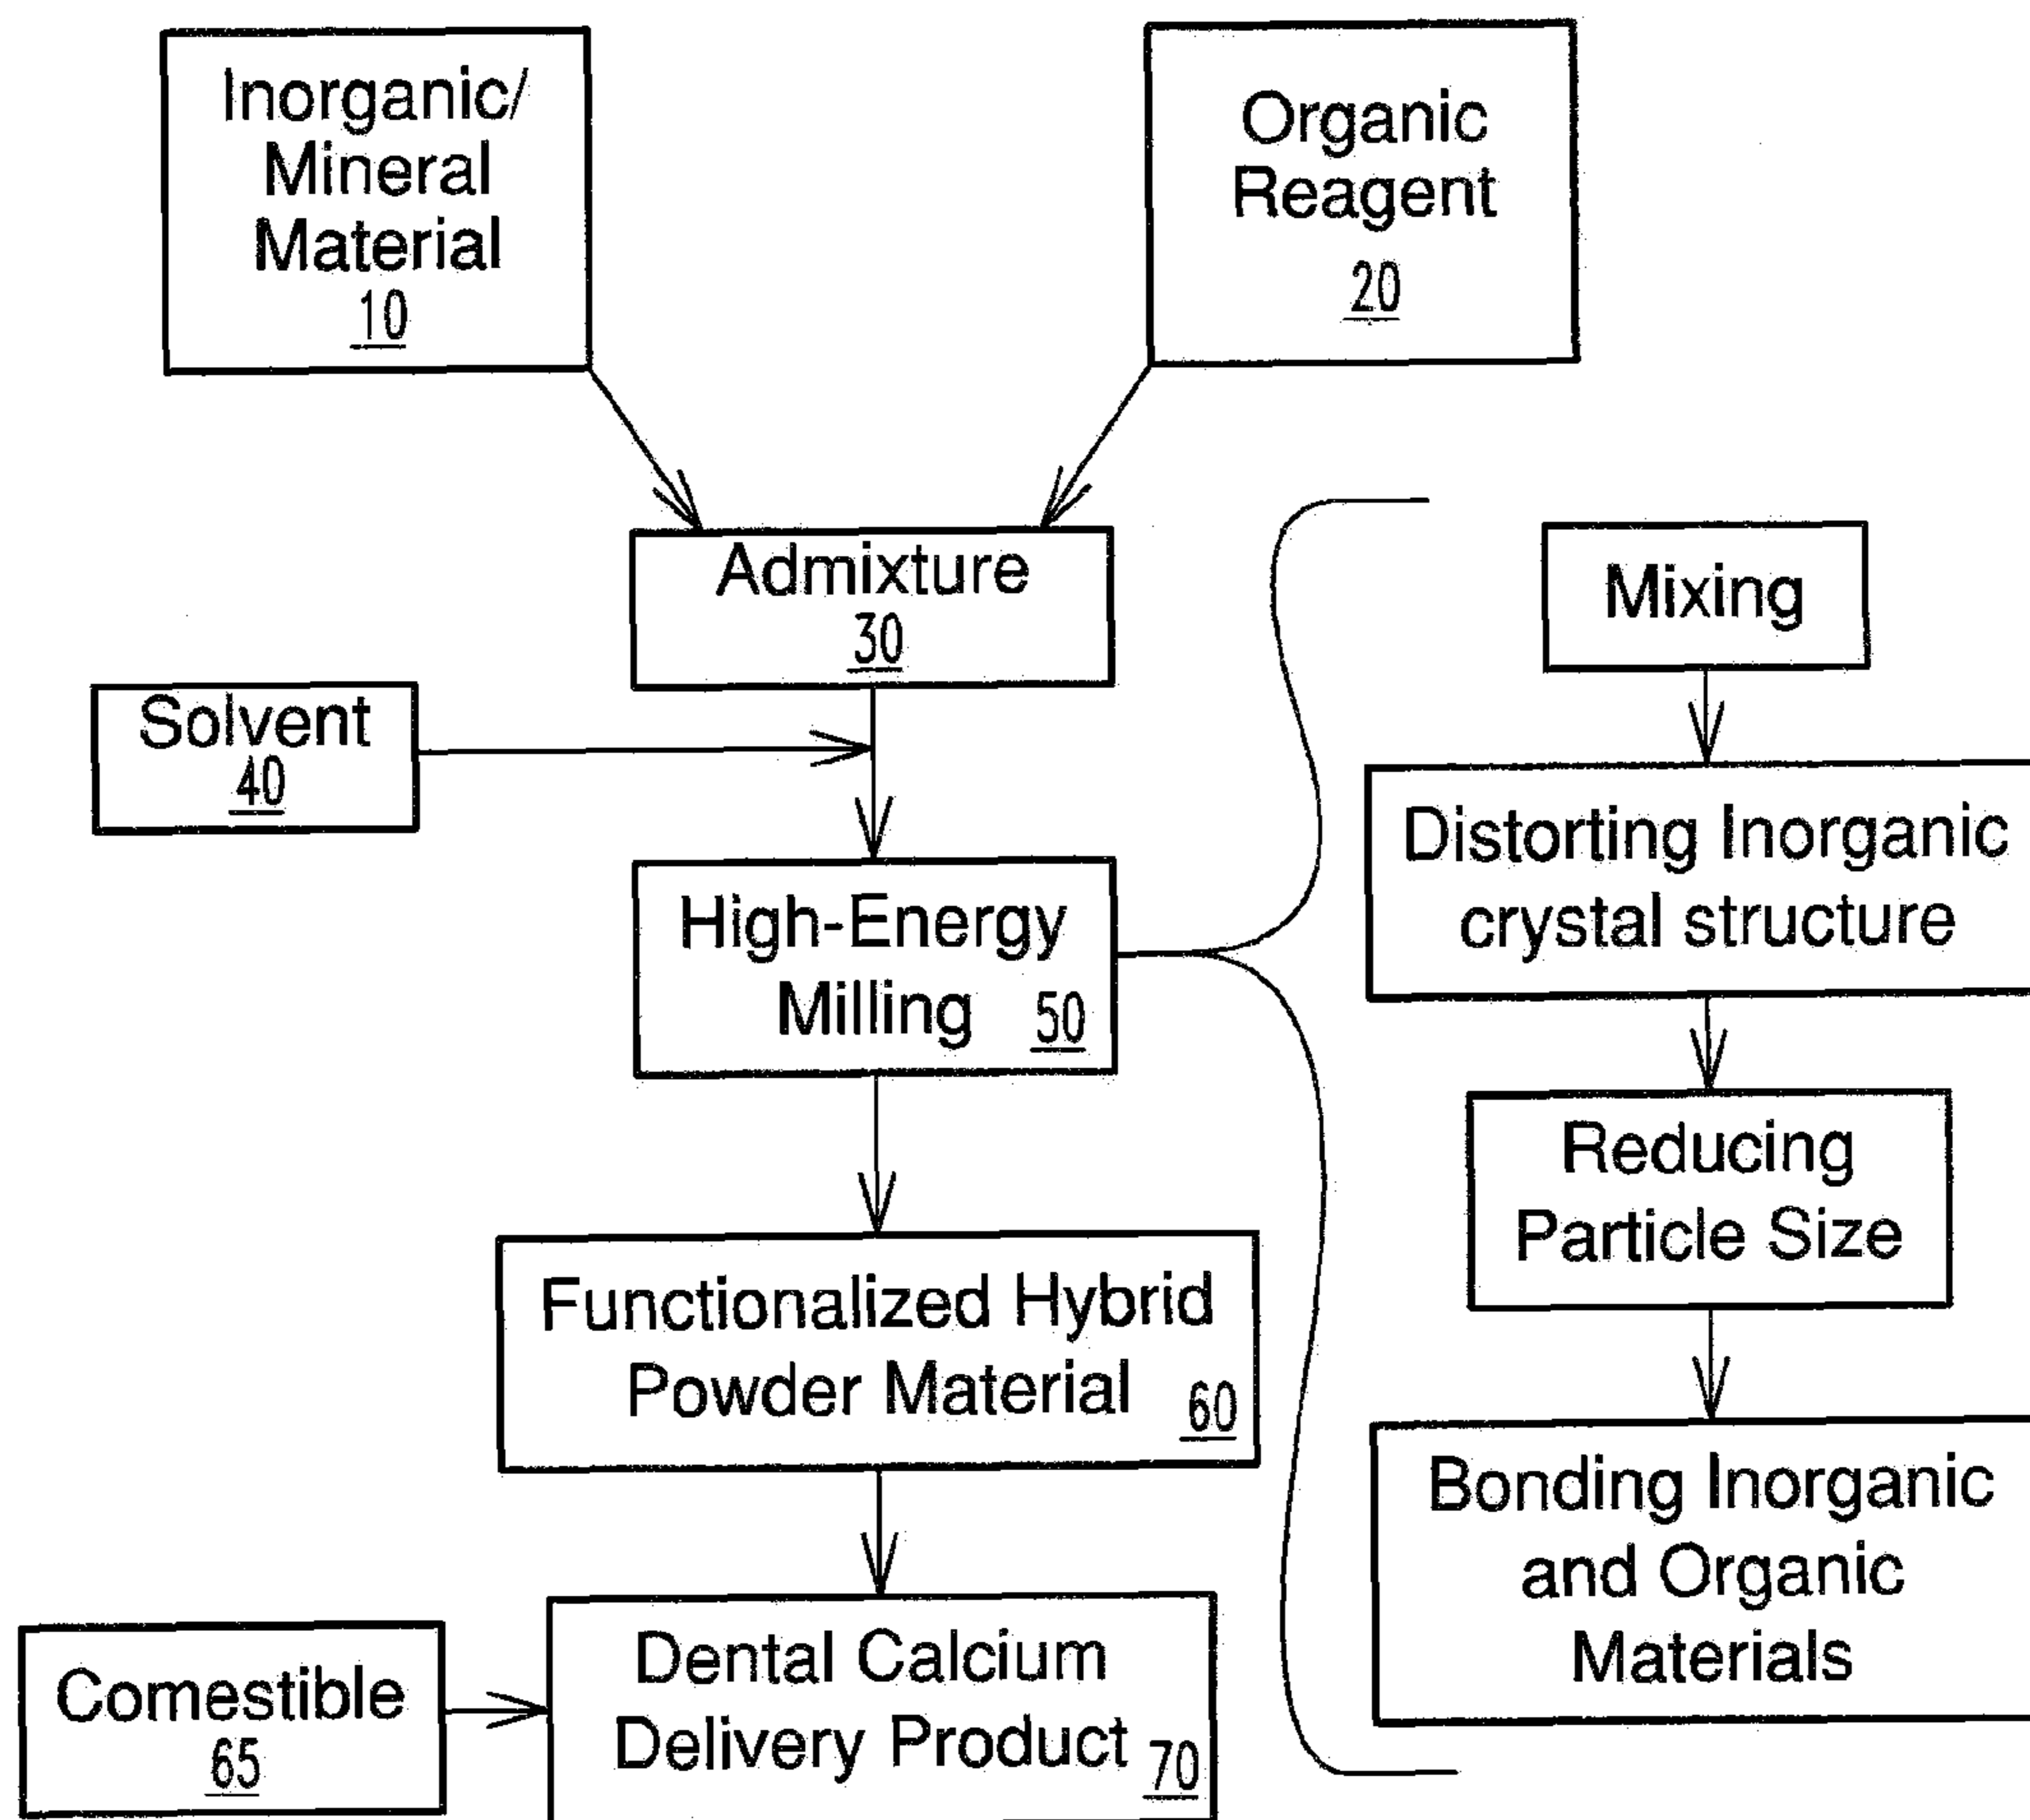 Inorganic/
Mineral
Material
10
Organic
Reagent
20
Admixture
30
Solvent
40
High-Energy
Milling 50
Functionalized Hybrid
Powder Material 60
Comestible
65
Dental Calcium
Delivery Product 70
Mixing
Distorting Inorganic
crystal structure
Reducing
Particle Size
Bonding Inorganic
and Organic
Materials